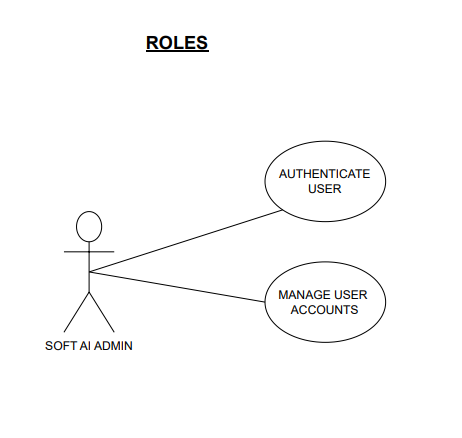 ROLES
AUTHENTICATE
USER
MANAGE USER
ACCOUNTS
SOFT AI ADMIN